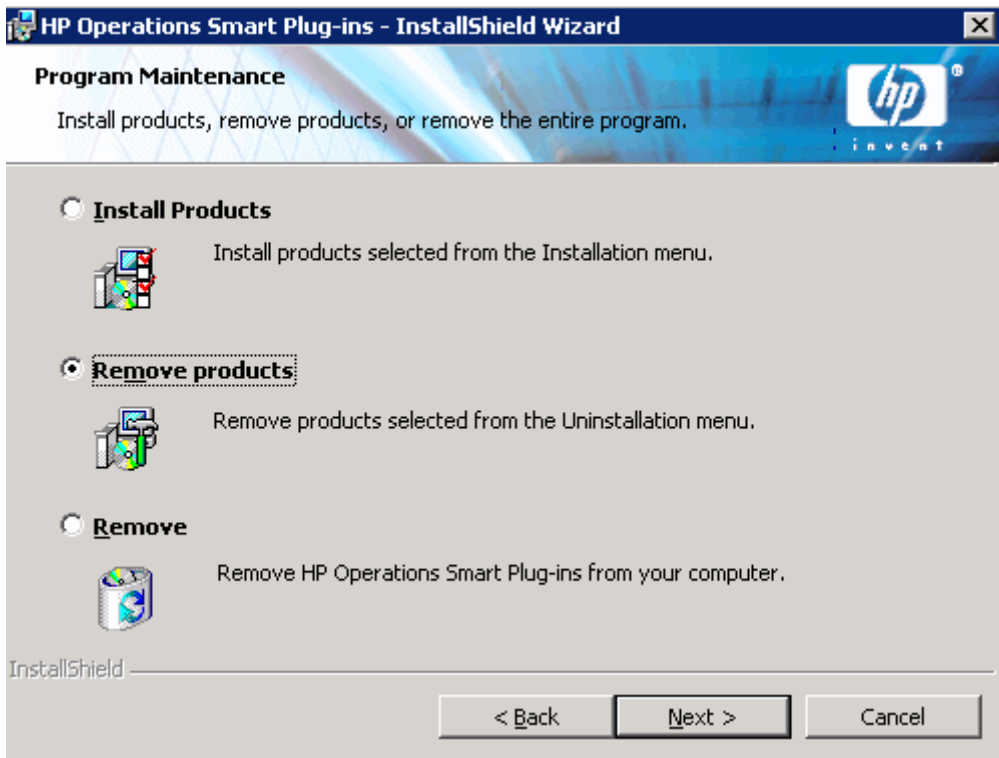 HP Operations Smart Plug-ins - InstallShield Wizard
Program Maintenance
Install products, remove products, or remove the entire program.
hp
®
invent
Install Products
Install products selected from the Installation menu.
Remove products
Remove products selected from the Uninstallation menu.
Remove
Remove HP Operations Smart Plug-ins from your computer.
InstallShield
< Back
Next >
Cancel